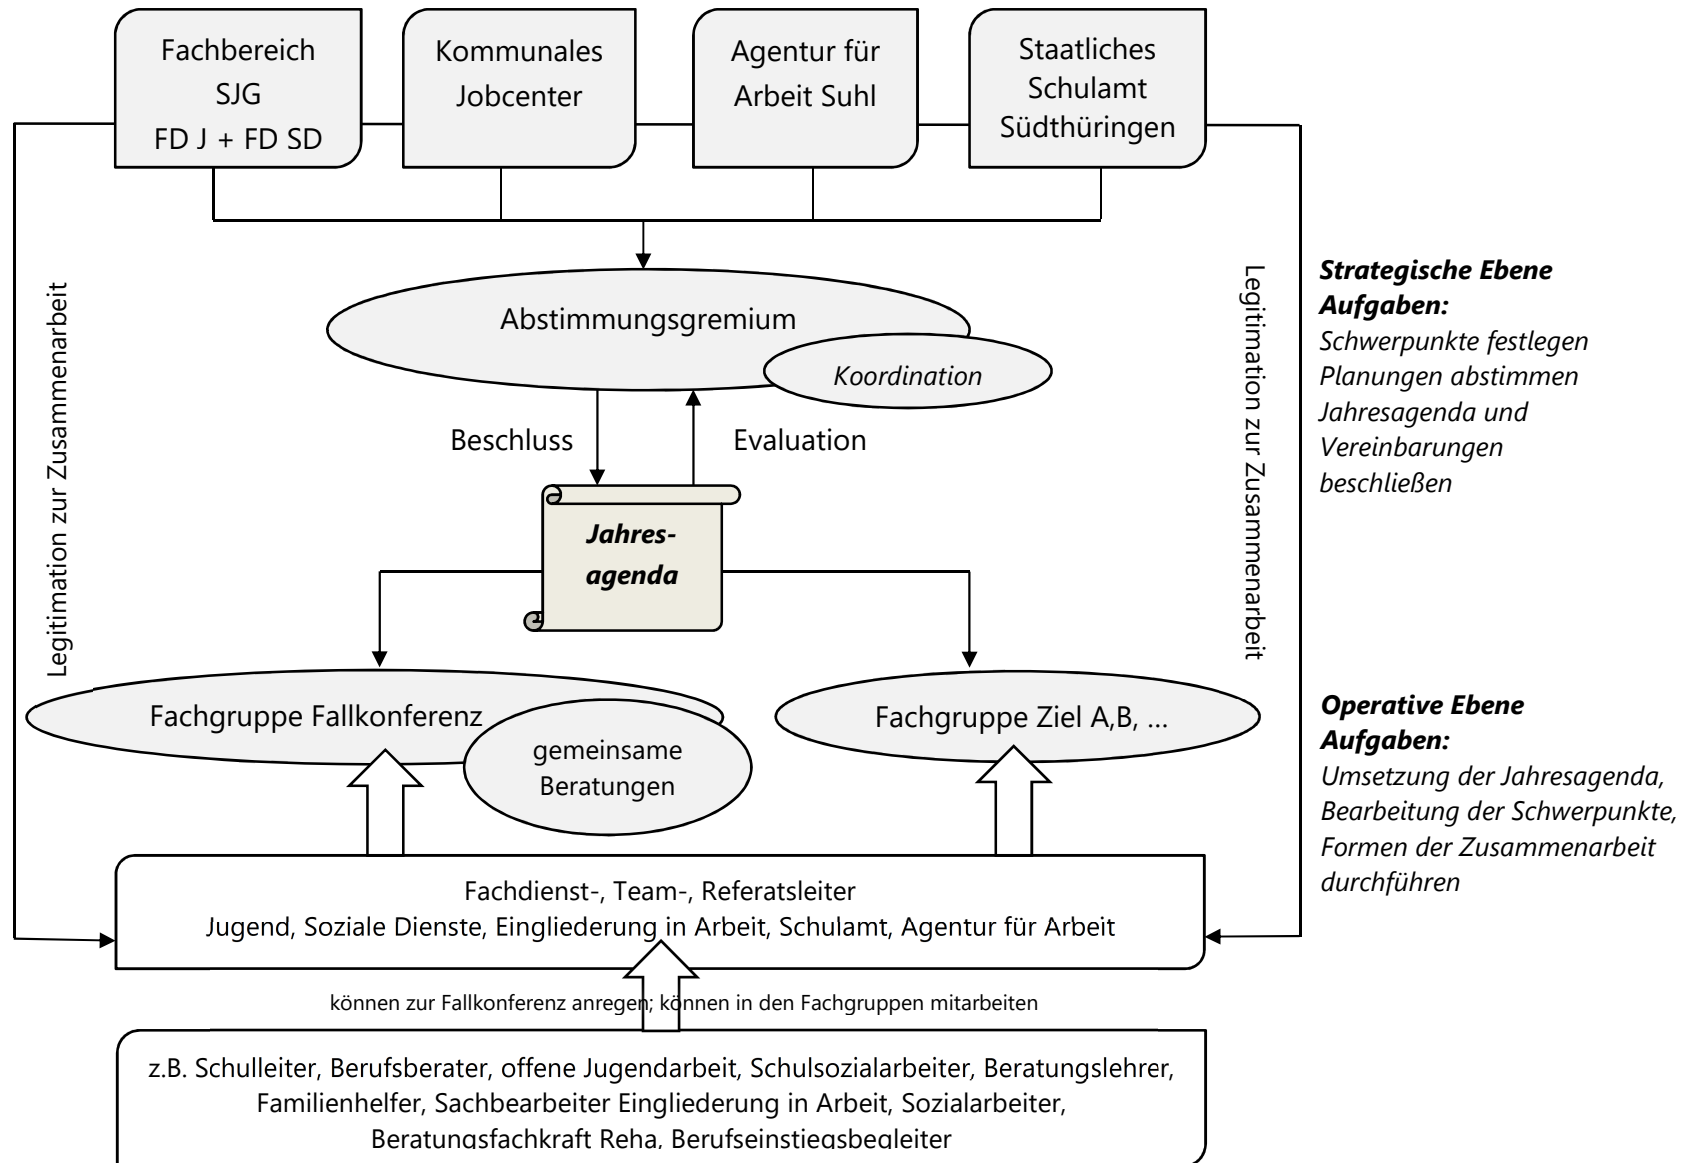 Fachbereich
SJG
FD J + FD SD
Kommunales
Jobcenter
Agentur für
Arbeit Suhl
Staatliches
Schulamt
Südthüringen
Legitimation zur Zusammenarbeit
Legitimation zur Zusammenarbeit
Strategische Ebene
Aufgaben:
Schwerpunkte festlegen
Planungen abstimmen
Jahresagenda und
Vereinbarungen
beschließen
Abstimmungsgremium
Koordination
Beschluss
Evaluation
Jahres-
agenda
Fachgruppe Fallkonferenz
gemeinsame
Beratungen
Fachgruppe Ziel A,B, ...
Operative Ebene
Aufgaben:
Umsetzung der Jahresagenda,
Bearbeitung der Schwerpunkte,
Formen der Zusammenarbeit
durchführen
Fachdienst-, Team-, Referatsleiter
Jugend, Soziale Dienste, Eingliederung in Arbeit, Schulamt, Agentur für Arbeit
können zur Fallkonferenz anregen; können in den Fachgruppen mitarbeiten
z.B. Schulleiter, Berufsberater, offene Jugendarbeit, Schulsozialarbeiter, Beratungslehrer,
Familienhelfer, Sachbearbeiter Eingliederung in Arbeit, Sozialarbeiter,
Beratungsfachkraft Reha, Berufseinstiegsbegleiter